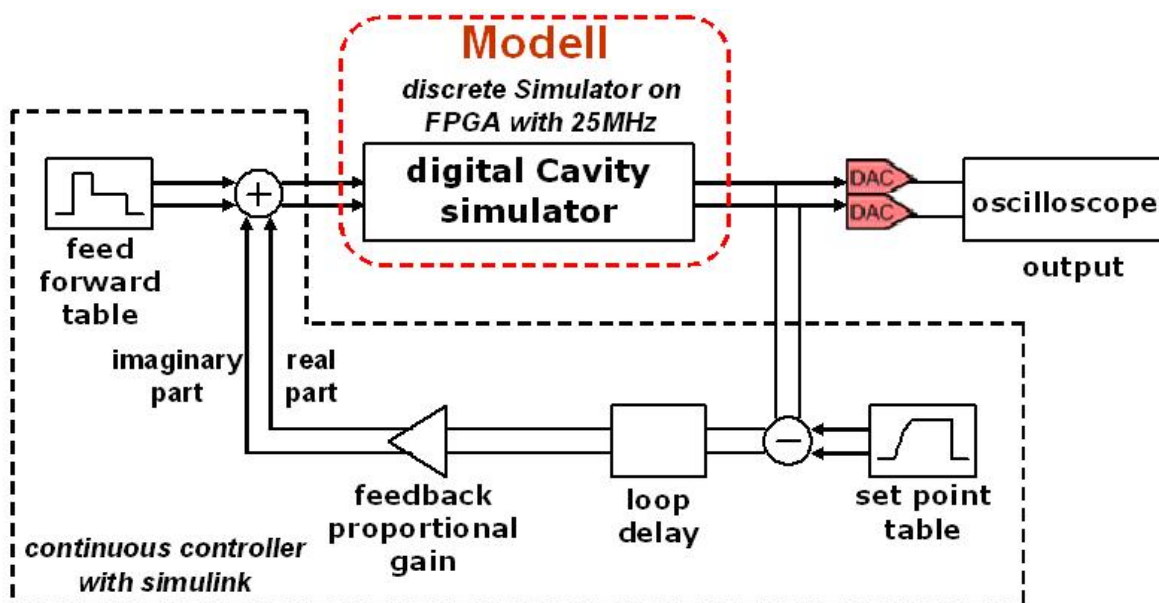 Modell
discrete Simulator on
FPGA with 25MHz
digital Cavity
simulator
DAC
DAC
oscilloscope
output
feed
forward
table
+
imaginary
part
real
part
feedback
proportional
gain
loop
delay
−
set point
table
continuous controller
with simulink